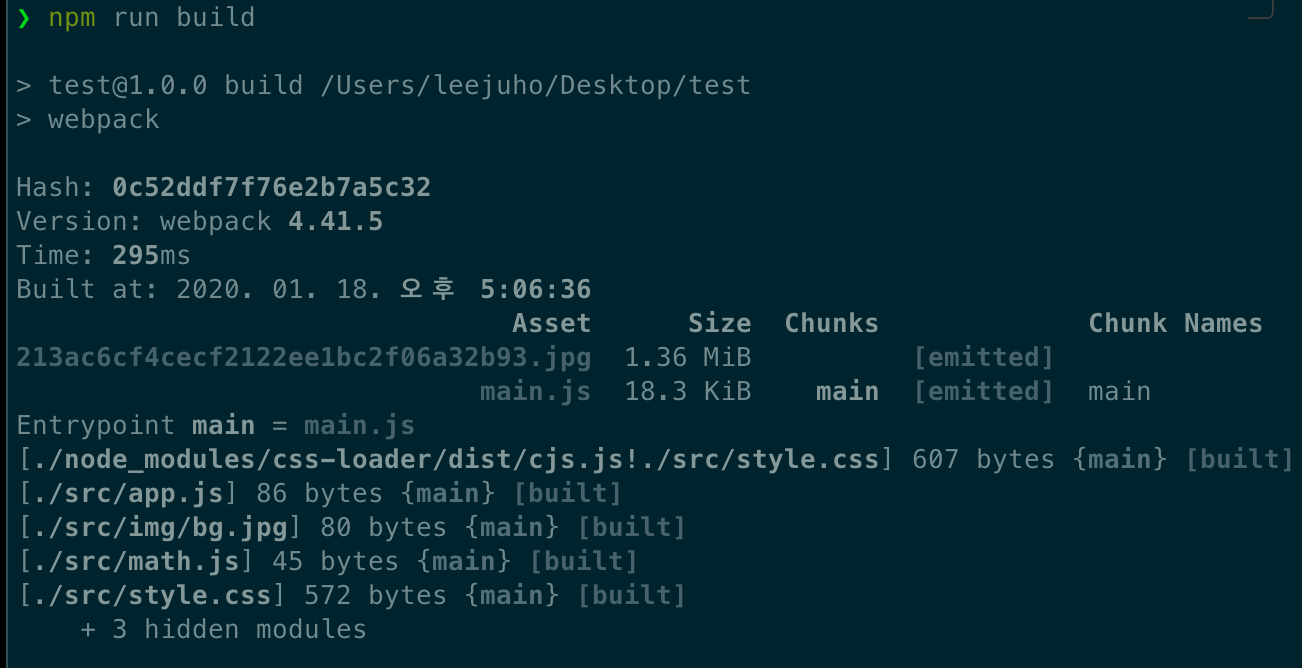 ❯ npm run build
> test@1.0.0 build /Users/leejuho/Desktop/test
> webpack
Hash: 0c52ddf7f76e2b7a5c32
Version: webpack 4.41.5
Time: 295ms
Built at: 2020. 01. 18. 오후 5:06:36
Asset Size Chunks Chunk Names
213ac6cf4cecf2122ee1bc2f06a32b93.jpg 1.36 MiB [emitted]
main.js 18.3 KiB main [emitted] main
Entrypoint main = main.js
[./node_modules/css-loader/dist/cjs.js!./src/style.css] 607 bytes {main} [built]
[./src/app.js] 86 bytes {main} [built]
[./src/img/bg.jpg] 80 bytes {main} [built]
[./src/math.js] 45 bytes {main} [built]
[./src/style.css] 572 bytes {main} [built]
+ 3 hidden modules